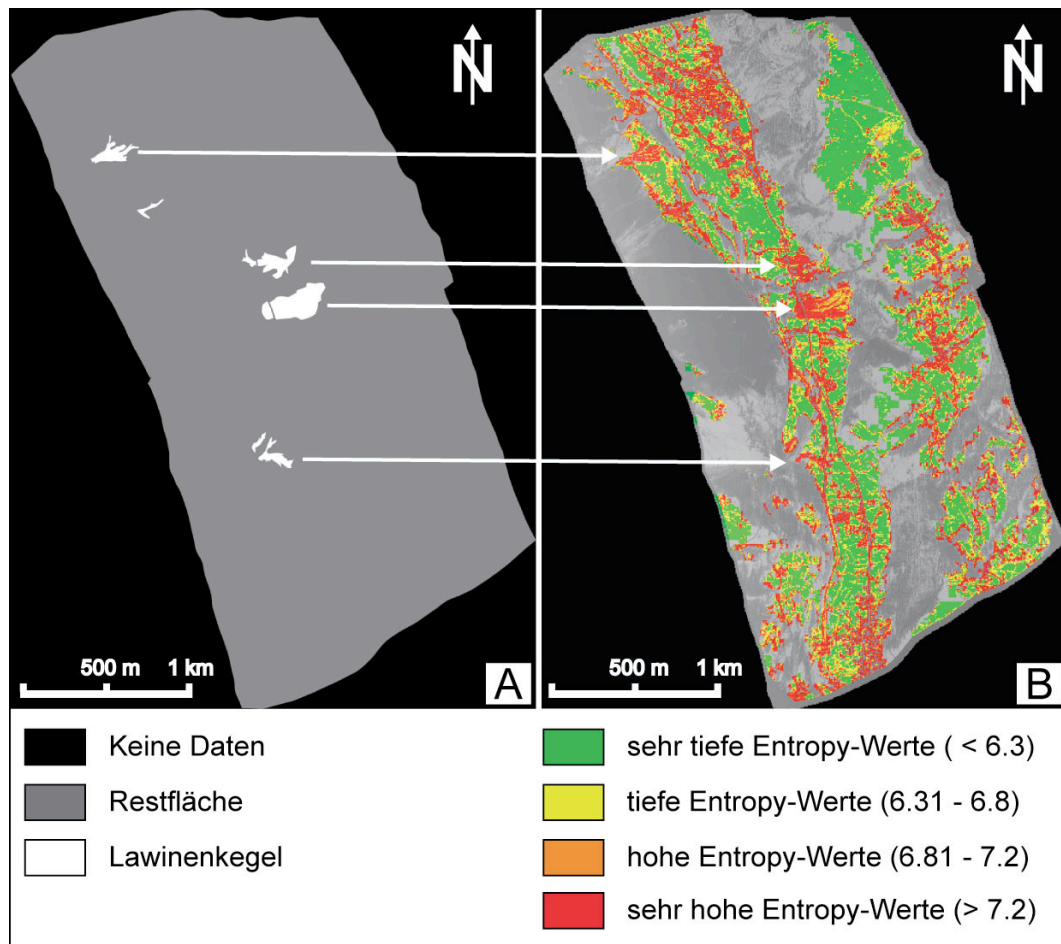 N
N
500 m 1 km
A
500 m 1 km
B
Keine Daten
Restfläche
Lawinenkegel
sehr tiefe Entropy-Werte ( < 6.3)
tiefe Entropy-Werte (6.31 - 6.8)
hohe Entropy-Werte (6.81 - 7.2)
sehr hohe Entropy-Werte (> 7.2)